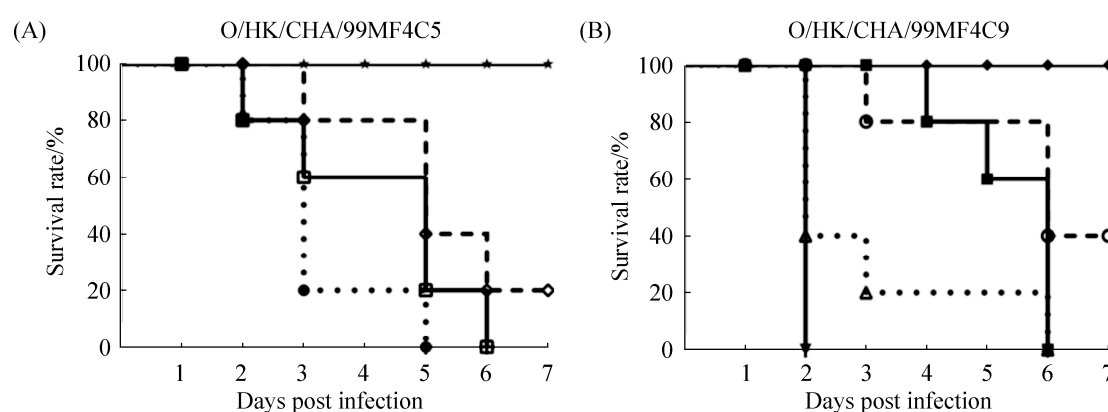 (A)
O/HK/CHA/99MF4C5
100
80
60
40
20
0
Survival rate/%
1 2 3 4 5 6 7
Days post infection
(B)
O/HK/CHA/99MF4C9
100
80
60
40
20
0
Survival rate/%
1 2 3 4 5 6 7
Days post infection